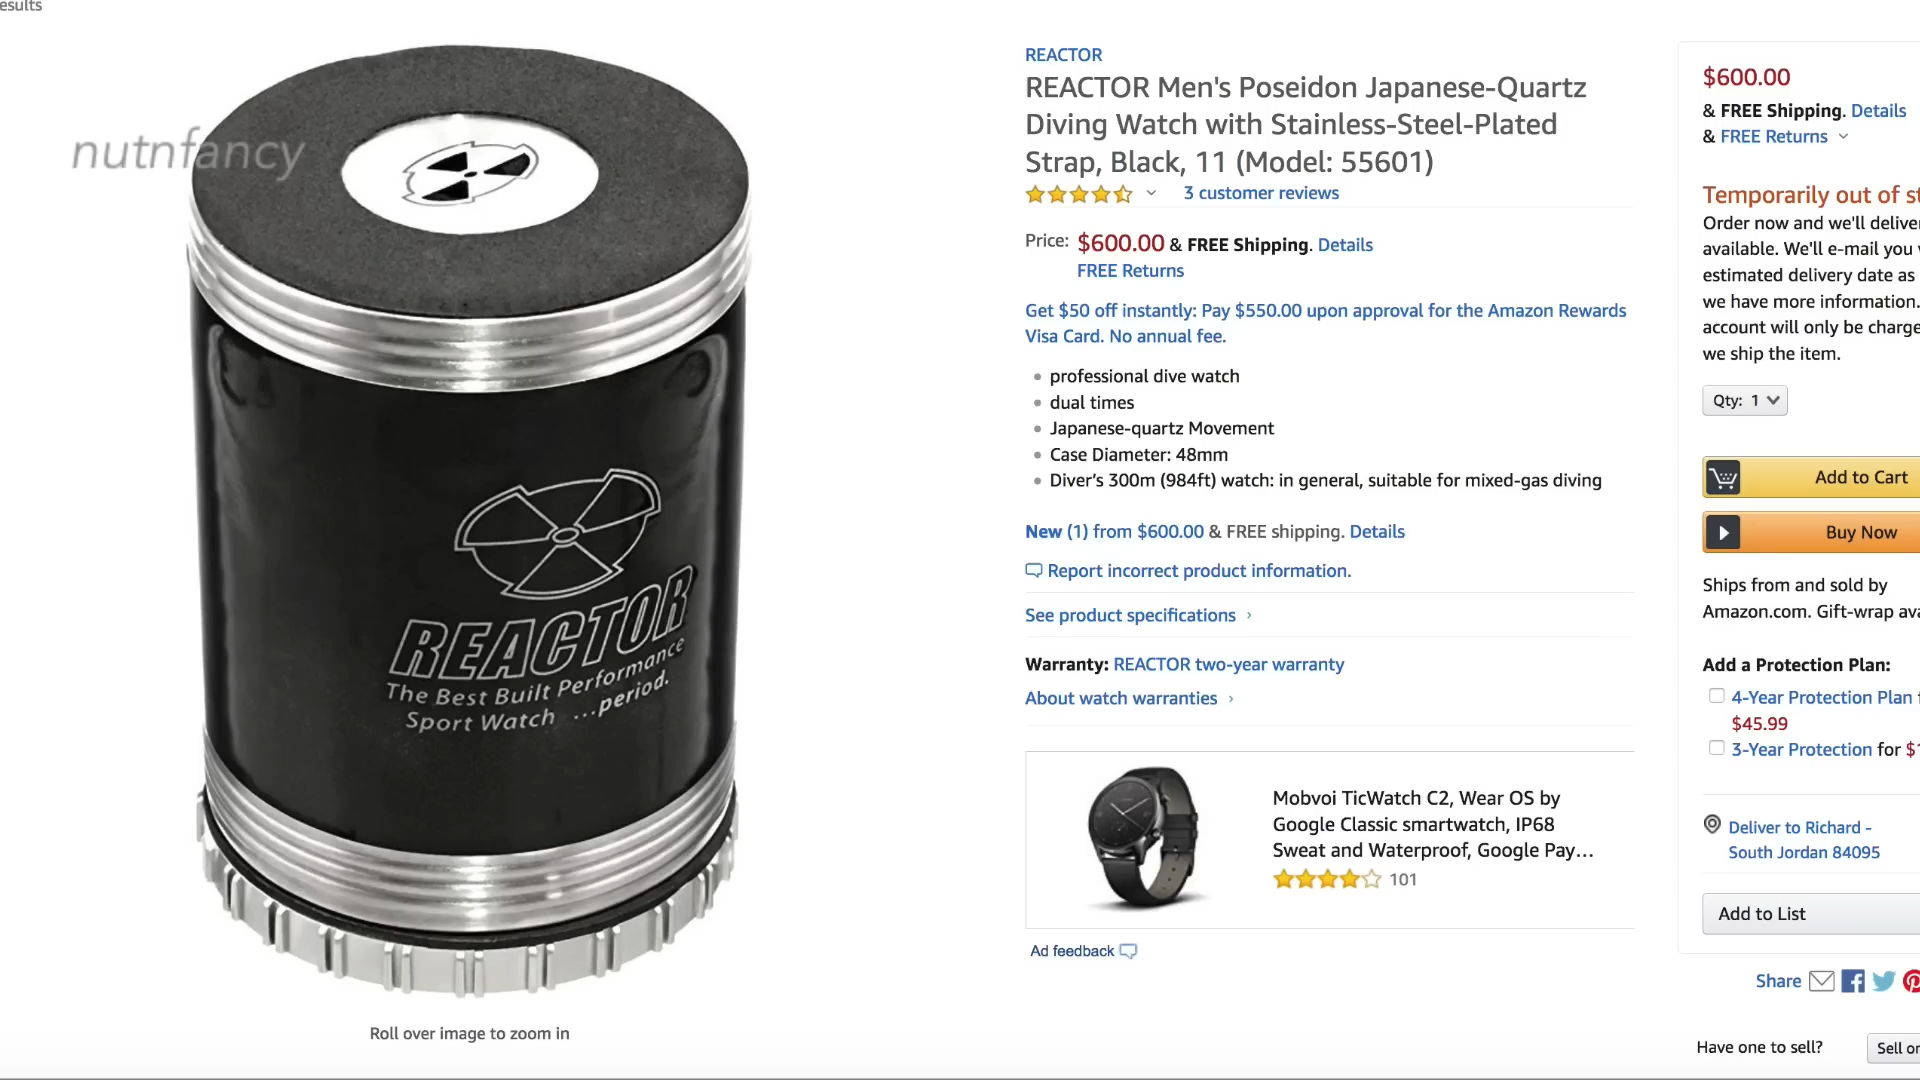 esults
nutnfancy
REACTOR
The Best Built Performance
Sport Watch ...period.
Roll over image to zoom in
REACTOR
REACTOR Men's Poseidon Japanese-Quartz
Diving Watch with Stainless-Steel-Plated
Strap, Black, 11 (Model: 55601)
3 customer reviews
Price: $600.00 & FREE Shipping. Details
FREE Returns
Get $50 off instantly: Pay $550.00 upon approval for the Amazon Rewards
Visa Card. No annual fee.
professional dive watch
dual times
Japanese-quartz Movement
Case Diameter: 48mm
Diver’s 300m (984ft) watch: in general, suitable for mixed-gas diving
New (1) from $600.00 & FREE shipping. Details
Report incorrect product information.
See product specifications ›
Warranty: REACTOR two-year warranty
About watch warranties ›
Mobvoi TicWatch C2, Wear OS by
Google Classic smartwatch, IP68
Sweat and Waterproof, Google Pay...
101
Ad feedback
$600.00
& FREE Shipping. Details
& FREE Returns
Temporarily out of st
Order now and we'll deliver
available. We'll e-mail you
estimated delivery date as
we have more information.
account will only be charge
we ship the item.
Qty: 1
Add to Cart
Buy Now
Ships from and sold by
Amazon.com. Gift-wrap ava
Add a Protection Plan:
4-Year Protection Plan f
$45.99
3-Year Protection for $1
Deliver to Richard -
South Jordan 84095
Add to List
Share
Have one to sell?
Sell on